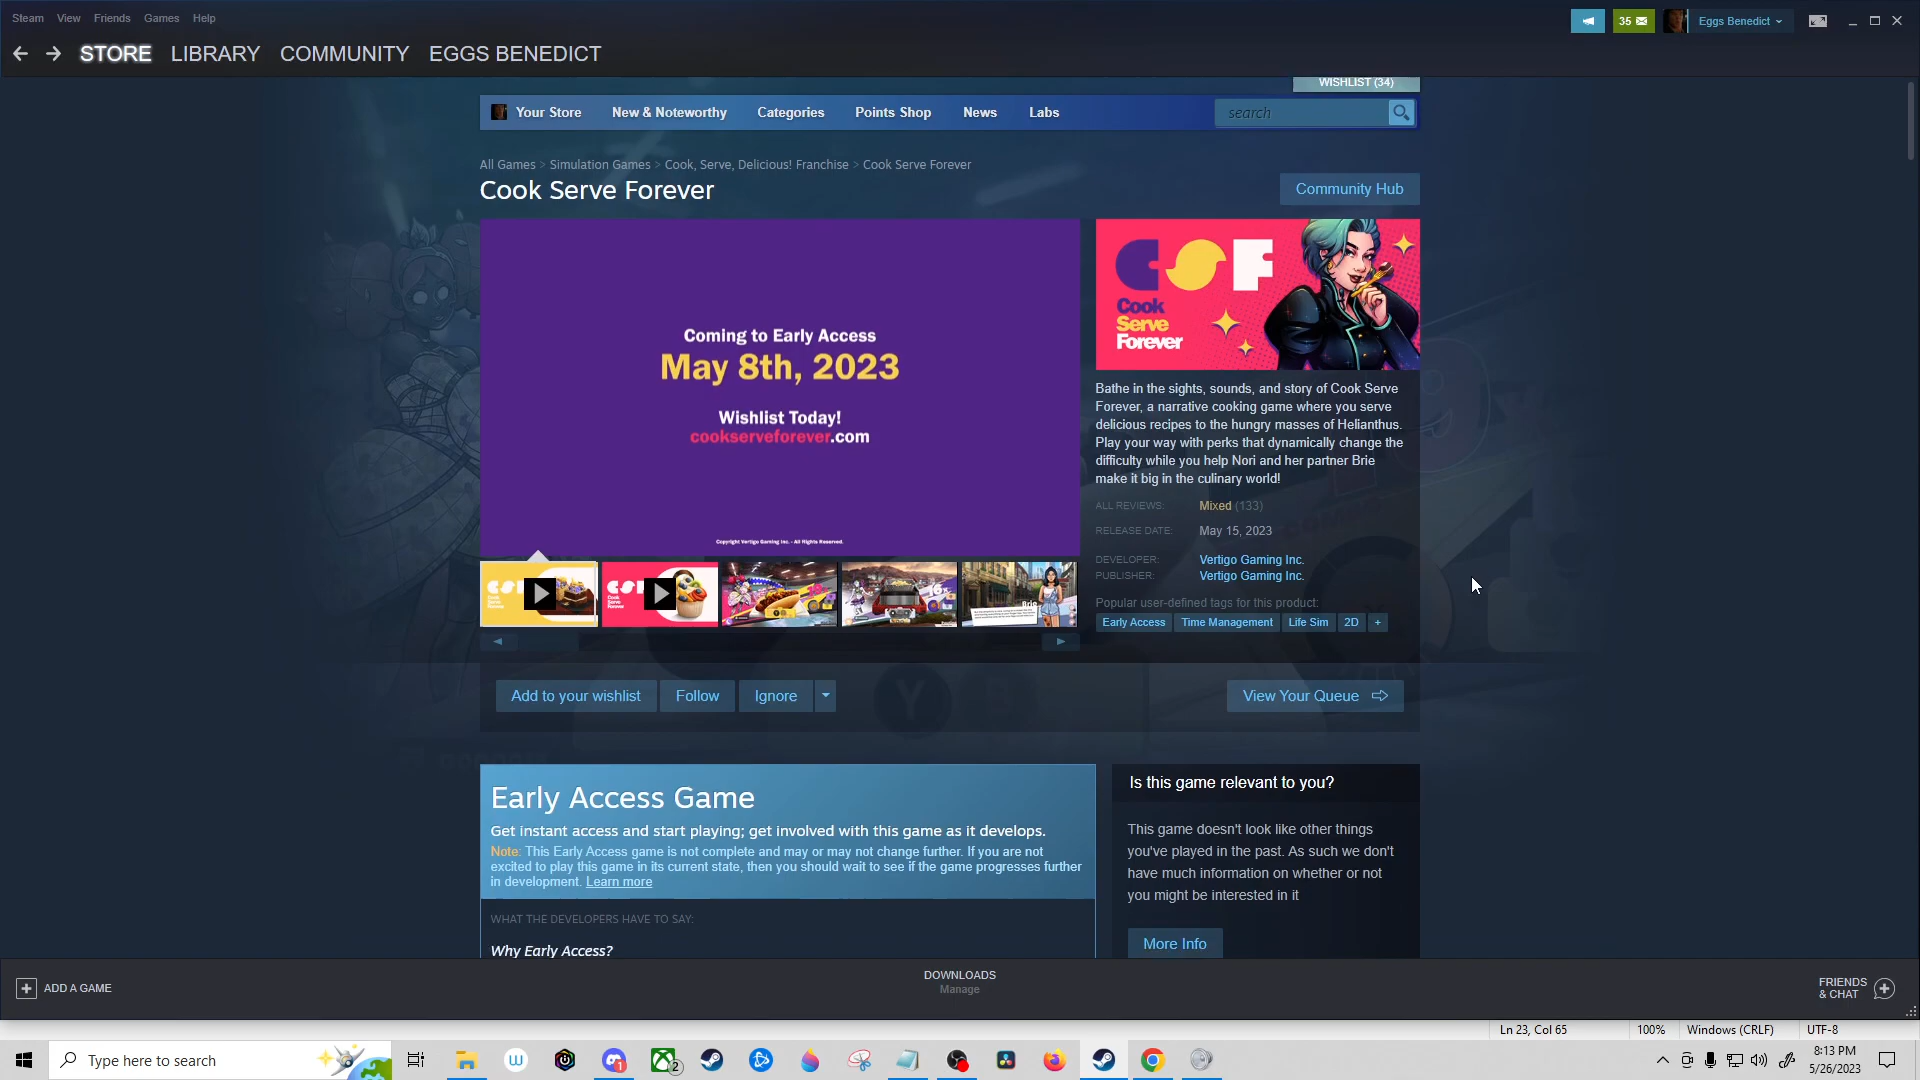 Steam View Friends Games Help
35
Eggs Benedict
STORE LIBRARY COMMUNITY EGGS BENEDICT
WISHLIST (34)
Your Store New & Noteworthy Categories Points Shop News Labs
search
All Games > Simulation Games > Cook, Serve, Delicious! Franchise > Cook Serve Forever
Cook Serve Forever
Community Hub
Coming to Early Access
May 8th, 2023
Wishlist Today!
cookserveforever.com
Copyright Vertigo Gaming Inc. - All Rights Reserved.
CSF
Cook
Serve
Forever
Bathe in the sights, sounds, and story of Cook Serve
Forever, a narrative cooking game where you serve
delicious recipes to the hungry masses of Helianthus.
Play your way with perks that dynamically change the
difficulty while you help Nori and her partner Brie
make it big in the culinary world!
ALL REVIEWS: Mixed (133)
RELEASE DATE: May 15, 2023
DEVELOPER: Vertigo Gaming Inc.
PUBLISHER: Vertigo Gaming Inc.
Popular user-defined tags for this product:
Early Access Time Management Life Sim 2D +
Add to your wishlist Follow Ignore
View Your Queue
Early Access Game
Get instant access and start playing; get involved with this game as it develops.
Note: This Early Access game is not complete and may or may not change further. If you are not
excited to play this game in its current state, then you should wait to see if the game progresses further
in development. Learn more
WHAT THE DEVELOPERS HAVE TO SAY:
Why Early Access?
Is this game relevant to you?
This game doesn't look like other things
you've played in the past. As such we don't
have much information on whether or not
you might be interested in it
More Info
ADD A GAME
DOWNLOADS
Manage
FRIENDS
& CHAT
Ln 23, Col 65 100% Windows (CRLF) UTF-8
Type here to search
1
2
8:13 PM
5/26/2023